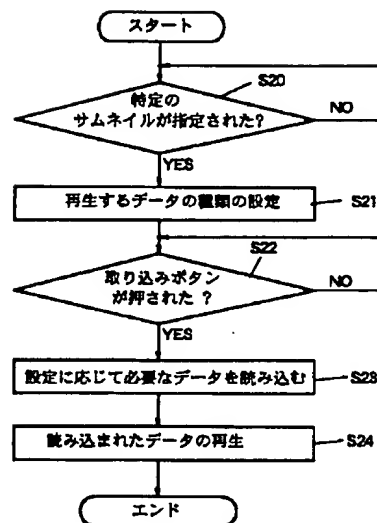 スタート
S20
特定の
サムネイルが指定された?
NO
YES
再生するデータの種類の設定
S21
S22
取り込みボタン
が押された ?
NO
YES
設定に応じて必要なデータを読み込む
S23
読み込まれたデータの再生
S24
エンド